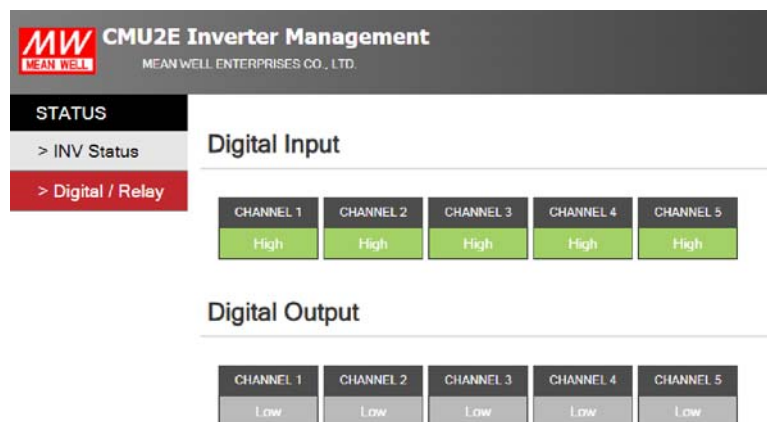 MW
MEAN WELL
CMU2E Inverter Management
MEAN WELL ENTERPRISES CO., LTD.
STATUS
> INV Status
> Digital / Relay
Digital Input
CHANNEL 1 CHANNEL 2 CHANNEL 3 CHANNEL 4 CHANNEL 5
High High High High High
Digital Output
CHANNEL 1 CHANNEL 2 CHANNEL 3 CHANNEL 4 CHANNEL 5
Low Low Low Low Low